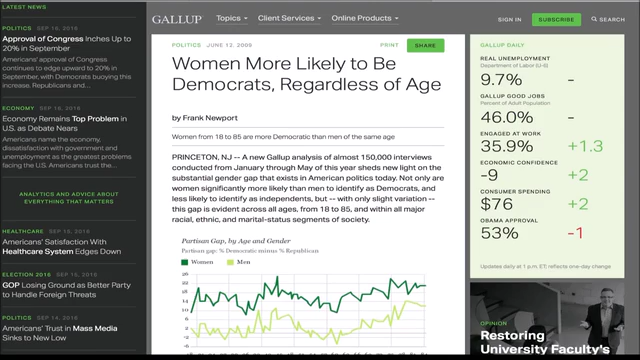 LATEST NEWS
POLITICS SEP 16, 2016
Approval of Congress Inches Up to
20% in September
Americans' approval of Congress
continues to edge upward to 20% in
September, with Democrats buoying this
increase. Republicans and...
ECONOMY SEP 16, 2016
Economy Remains Top Problem in
U.S. as Debate Nears
Americans name the economy,
dissatisfaction with government and
unemployment as the greatest problems
facing the U.S. Americans trust the...
ANALYTICS AND ADVICE ABOUT
EVERYTHING THAT MATTERS
HEALTHCARE SEP 16, 2016
Americans' Satisfaction With
Healthcare System Edges Down
ELECTION 2016 SEP 15, 2016
GOP Losing Ground as Better Party
to Handle Foreign Threats
POLITICS SEP 14, 2016
Americans' Trust in Mass Media
Sinks to New Low
GALLUP
Topics
Client Services
Online Products
SIGN IN
SUBSCRIBE
SEARCH
POLITICS JUNE 12, 2009
PRINT
SHARE
Women More Likely to Be
Democrats, Regardless of Age
by Frank Newport
Women from 18 to 85 are more Democratic than men of the same age
PRINCETON, NJ -- A new Gallup analysis of almost 150,000 interviews
conducted from January through May of this year sheds new light on the
substantial gender gap that exists in American politics today. Not only are
women significantly more likely than men to identify as Democrats, and
less likely to identify as independents, but -- with only slight variation --
this gap is evident across all ages, from 18 to 85, and within all major
racial, ethnic, and marital-status segments of society.
Partisan Gap, by Age and Gender
Partisan gap: % Democratic minus % Republican
Women Men
GALLUP DAILY
REAL UNEMPLOYMENT
Department of Labor (U-6)
9.7% -
GALLUP GOOD JOBS
Percent of Adult Population
46.0% -
ENGAGED AT WORK
35.9% +1.3
ECONOMIC CONFIDENCE
-9 +2
CONSUMER SPENDING
$76 +2
OBAMA APPROVAL
53% -1
Updates daily at 1 p.m. ET; reflects one-day change
OPINION
Restoring
University Faculty's